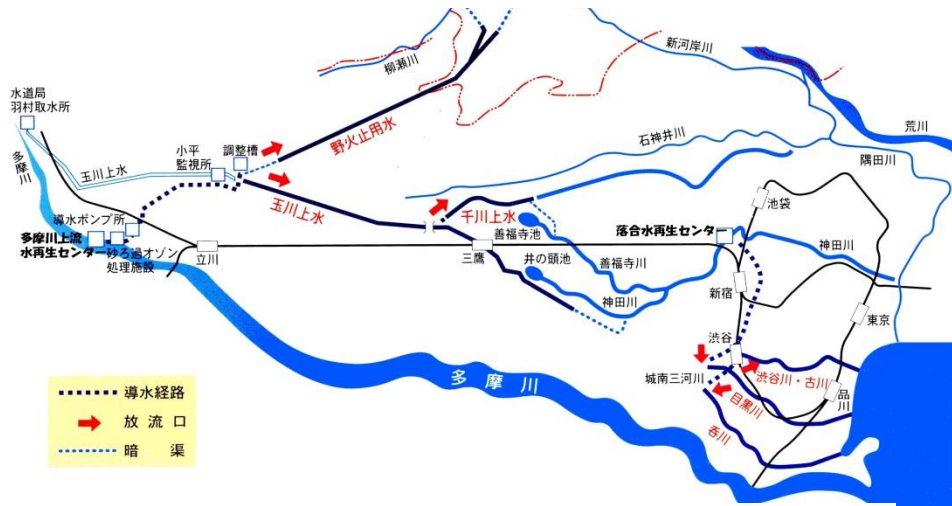 新河岸川
柳瀬川
荒川
水道局
羽村取水所
野火止用水
石神井川
隅田川
小平
監視所
調整槽
多摩川
玉川上水
玉川上水
千川上水
池袋
導水ポンプ所
善福寺池
落合水再生センター
神田川
多摩川上流
水再生センター
砂ろ過オゾン
処理施設
立川
三鷹
井の頭池
善福寺川
新宿
神田川
東京
渋谷
城南三河川
渋谷川・古川
多摩川
目黒川
品川
呑川
導水経路
放流口
暗渠